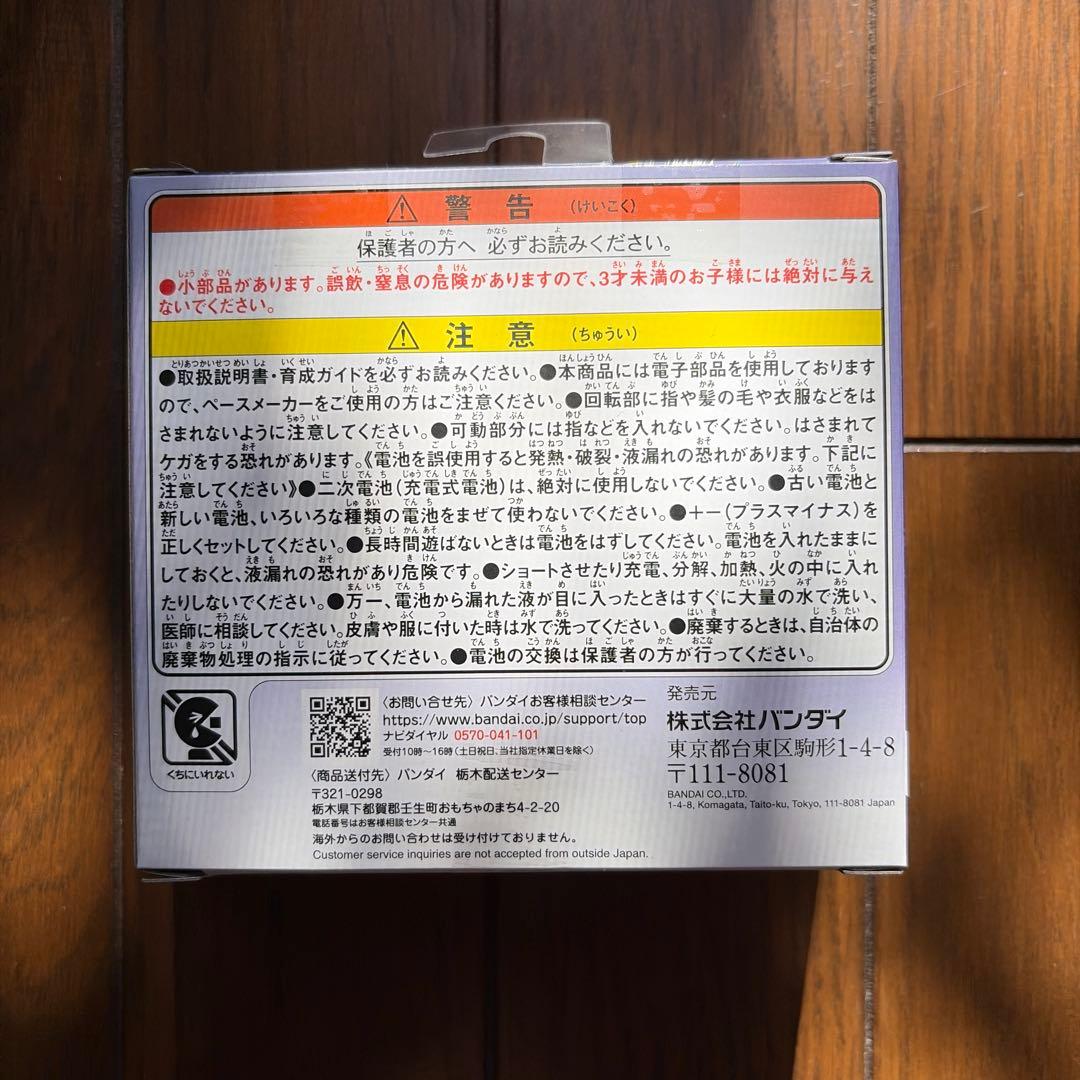 警告 (けいこく)
保護者の方へ 必ずお読みください。
●小部品があります。誤飲・窒息の危険がありますので、3才未満のお子様には絶対に与え
ないでください。
注意 (ちゅうい)
●取扱説明書・育成ガイドを必ずお読みください。●本商品には電子部品を使用しております
ので、ペースメーカーをご使用の方はご注意ください。●回転部に指や髪の毛や衣服などをは
さまれないように注意してください。●可動部分には指などを入れないでください。はさまれて
ケガをする恐れがあります。《電池を誤使用すると発熱・破裂・液漏れの恐れがあります。下記に
注意してください》●二次電池(充電式電池)は、絶対に使用しないでください。●古い電池と
新しい電池、いろいろな種類の電池をまぜて使わないでください。●+−(プラスマイナス)を
正しくセットしてください。●長時間遊ばないときは電池をはずしてください。電池を入れたままに
しておくと、液漏れの恐れがあり危険です。●ショートさせたり充電、分解、加熱、火の中に入れ
たりしないでください。●万一、電池から漏れた液が目に入ったときはすぐに大量の水で洗い、
医師に相談してください。皮膚や服に付いた時は水で洗ってください。●廃棄するときは、自治体の
廃棄物処理の指示に従ってください。●電池の交換は保護者の方が行ってください。
くちにいれない
〈お問い合せ先〉バンダイお客様相談センター
https://www.bandai.co.jp/support/top
ナビダイヤル 0570-041-101
受付10時〜16時(土日祝日、当社指定休業日を除く)
〈商品送付先〉バンダイ 栃木配送センター
〒321-0298
栃木県下都賀郡壬生町おもちゃのまち4-2-20
電話番号はお客様相談センター共通
海外からのお問い合わせは受け付けておりません。
Customer service inquiries are not accepted from outside Japan.
発売元
株式会社バンダイ
東京都台東区駒形1-4-8
〒111-8081
BANDAI CO.,LTD.
1-4-8, Komagata, Taito-ku, Tokyo, 111-8081 Japan